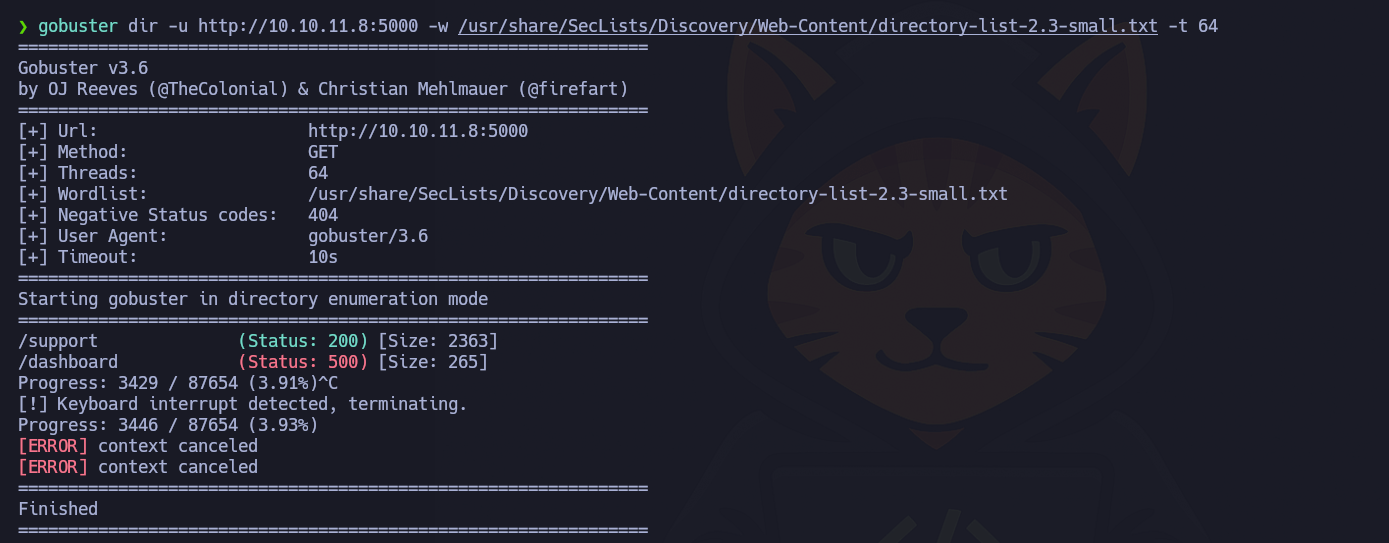 ❯ gobuster dir -u http://10.10.11.8:5000 -w /usr/share/SecLists/Discovery/Web-Content/directory-list-2.3-small.txt -t 64
===============================================================
Gobuster v3.6
by OJ Reeves (@TheColonial) & Christian Mehlmauer (@firefart)
===============================================================
[+] Url:                     http://10.10.11.8:5000
[+] Method:                  GET
[+] Threads:                 64
[+] Wordlist:                /usr/share/SecLists/Discovery/Web-Content/directory-list-2.3-small.txt
[+] Negative Status codes:   404
[+] User Agent:              gobuster/3.6
[+] Timeout:                 10s
===============================================================
Starting gobuster in directory enumeration mode
===============================================================
/support              (Status: 200) [Size: 2363]
/dashboard            (Status: 500) [Size: 265]
Progress: 3429 / 87654 (3.91%)^C
[!] Keyboard interrupt detected, terminating.
Progress: 3446 / 87654 (3.93%)
[ERROR] context canceled
[ERROR] context canceled
===============================================================
Finished
===============================================================